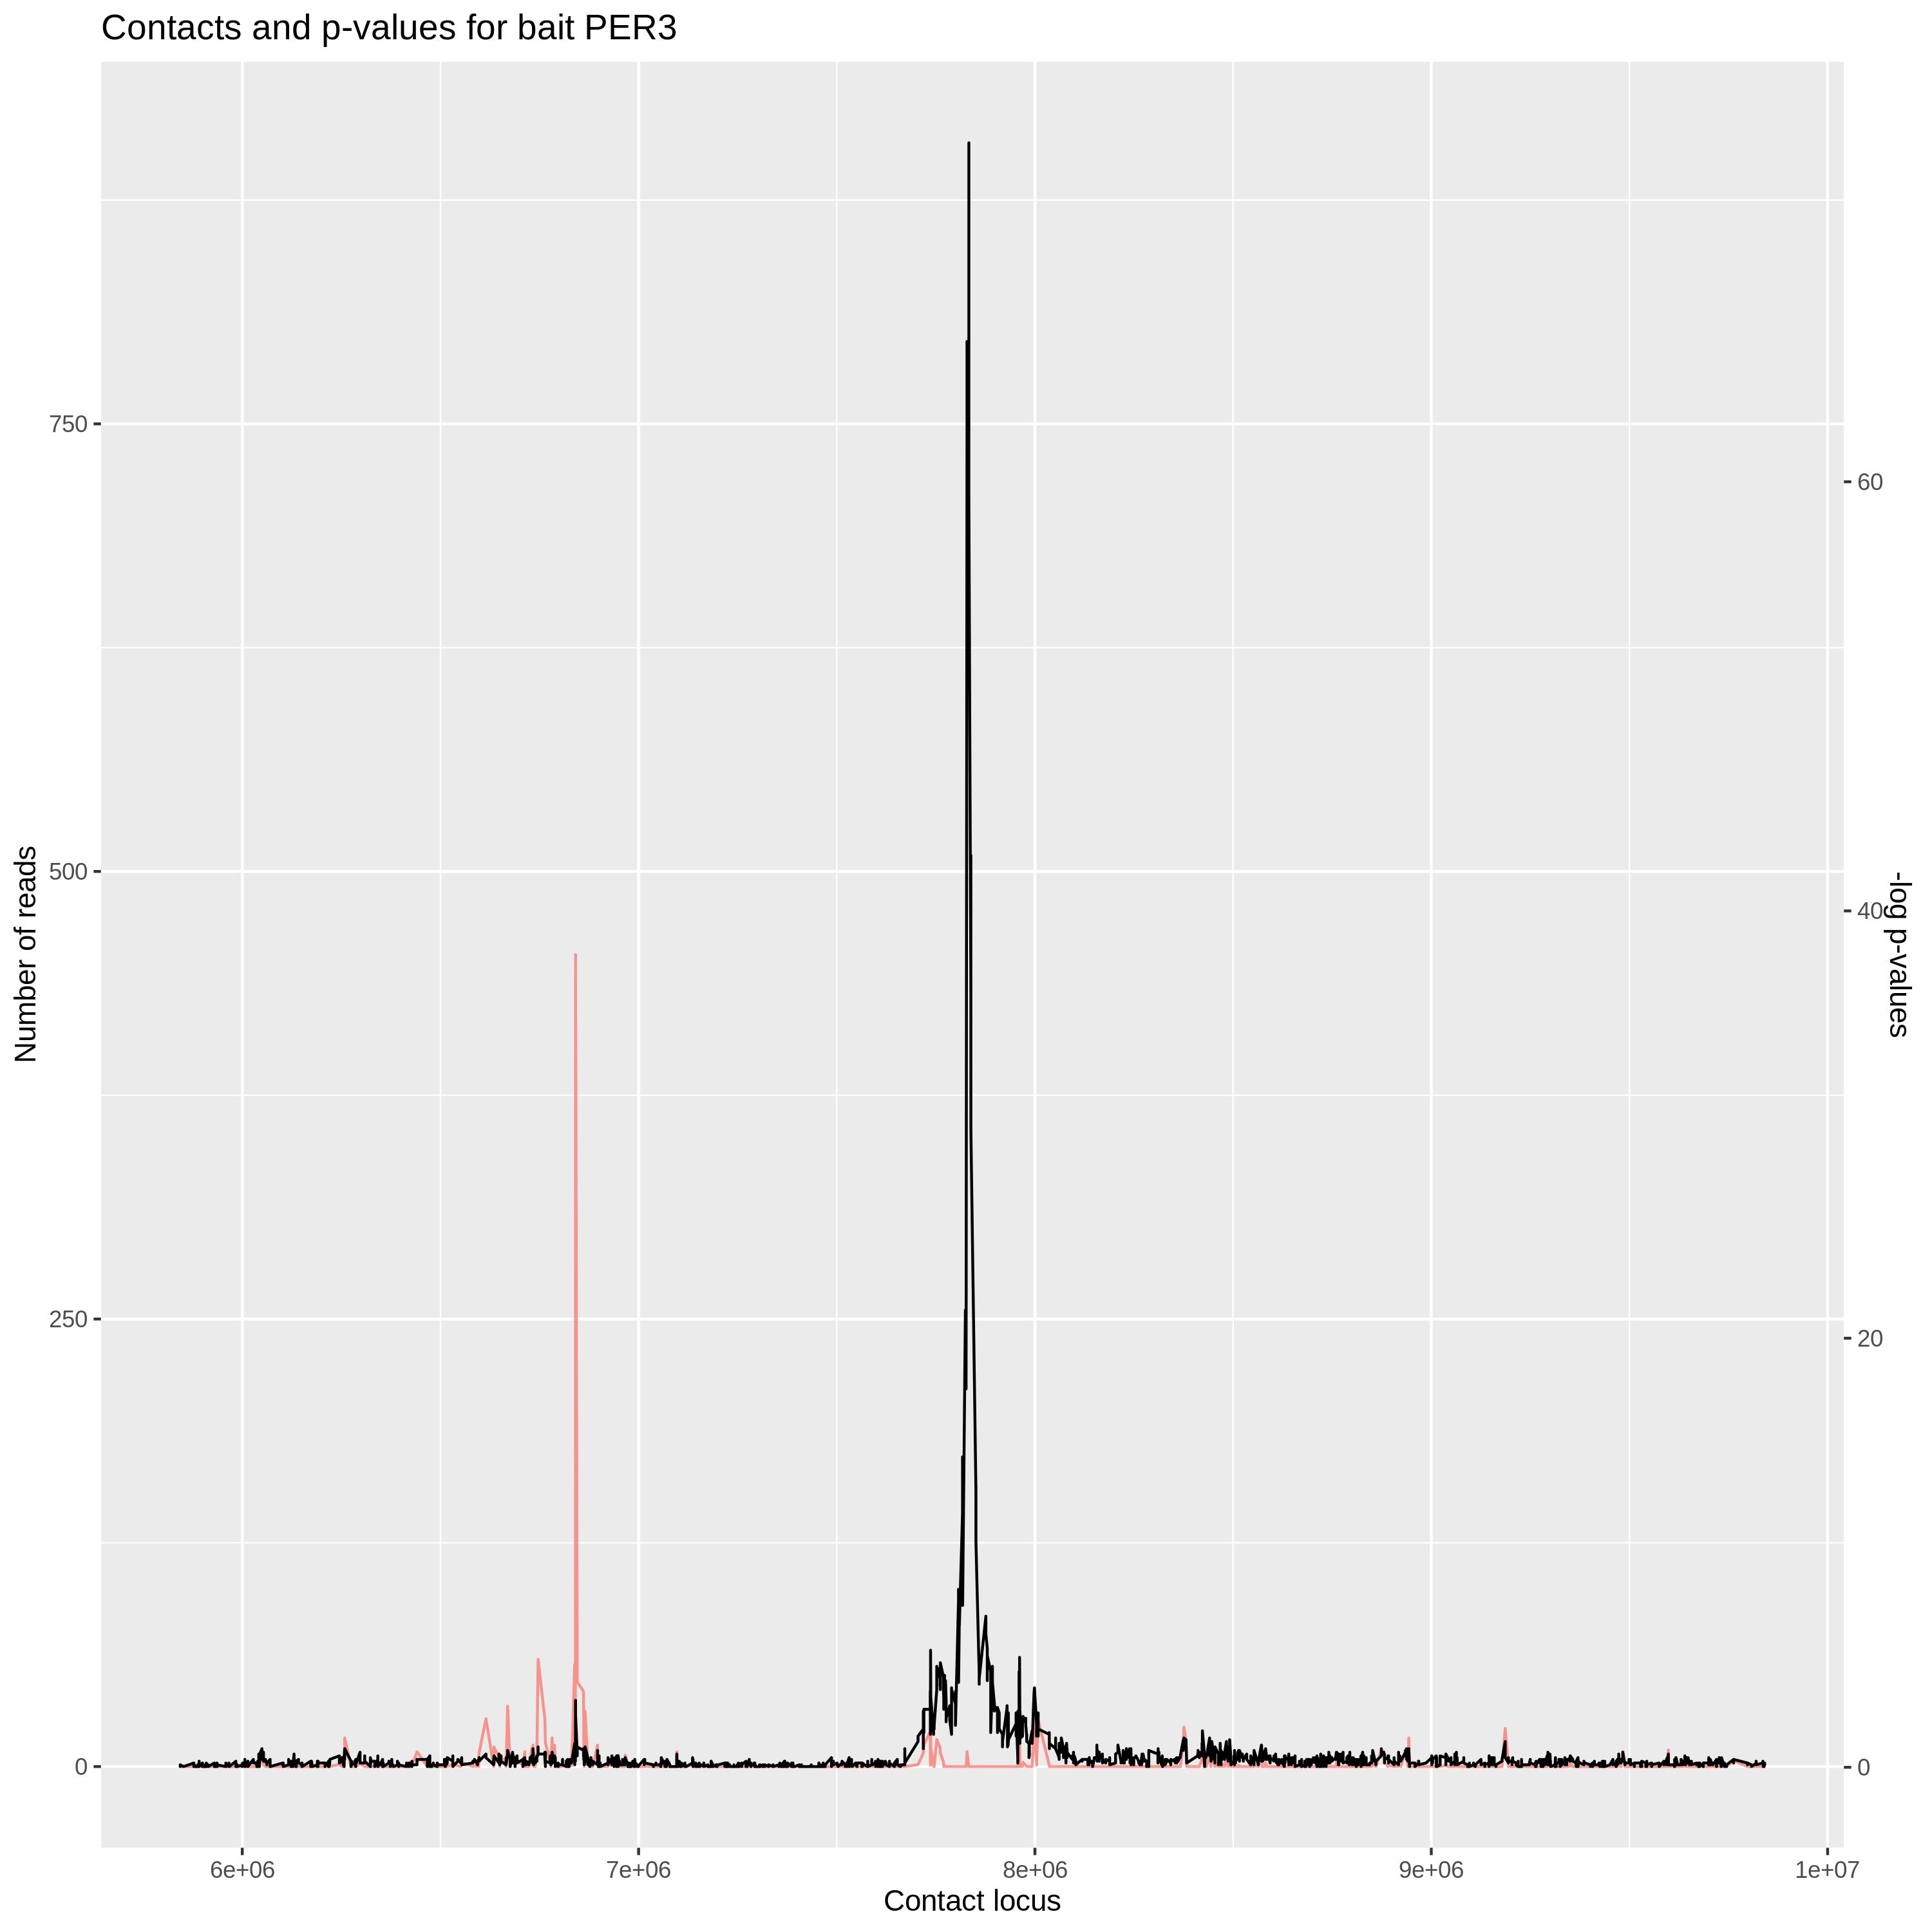 Contacts and p-values for bait PER3
Number of reads
750
500
250
0
60
40
20
0
-log p-values
6e+06 7e+06 8e+06 9e+06 1e+07
Contact locus